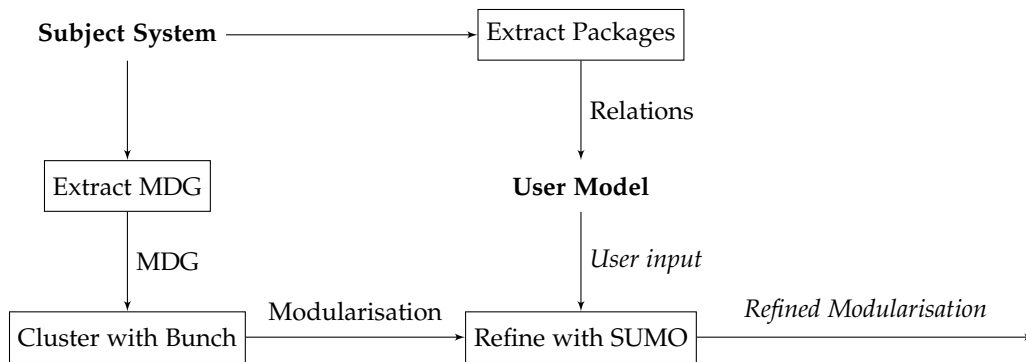 Subject System
Extract Packages
Relations
Extract MDG
User Model
MDG
User input
Modularisation
Refined Modularisation
Cluster with Bunch
Refine with SUMO